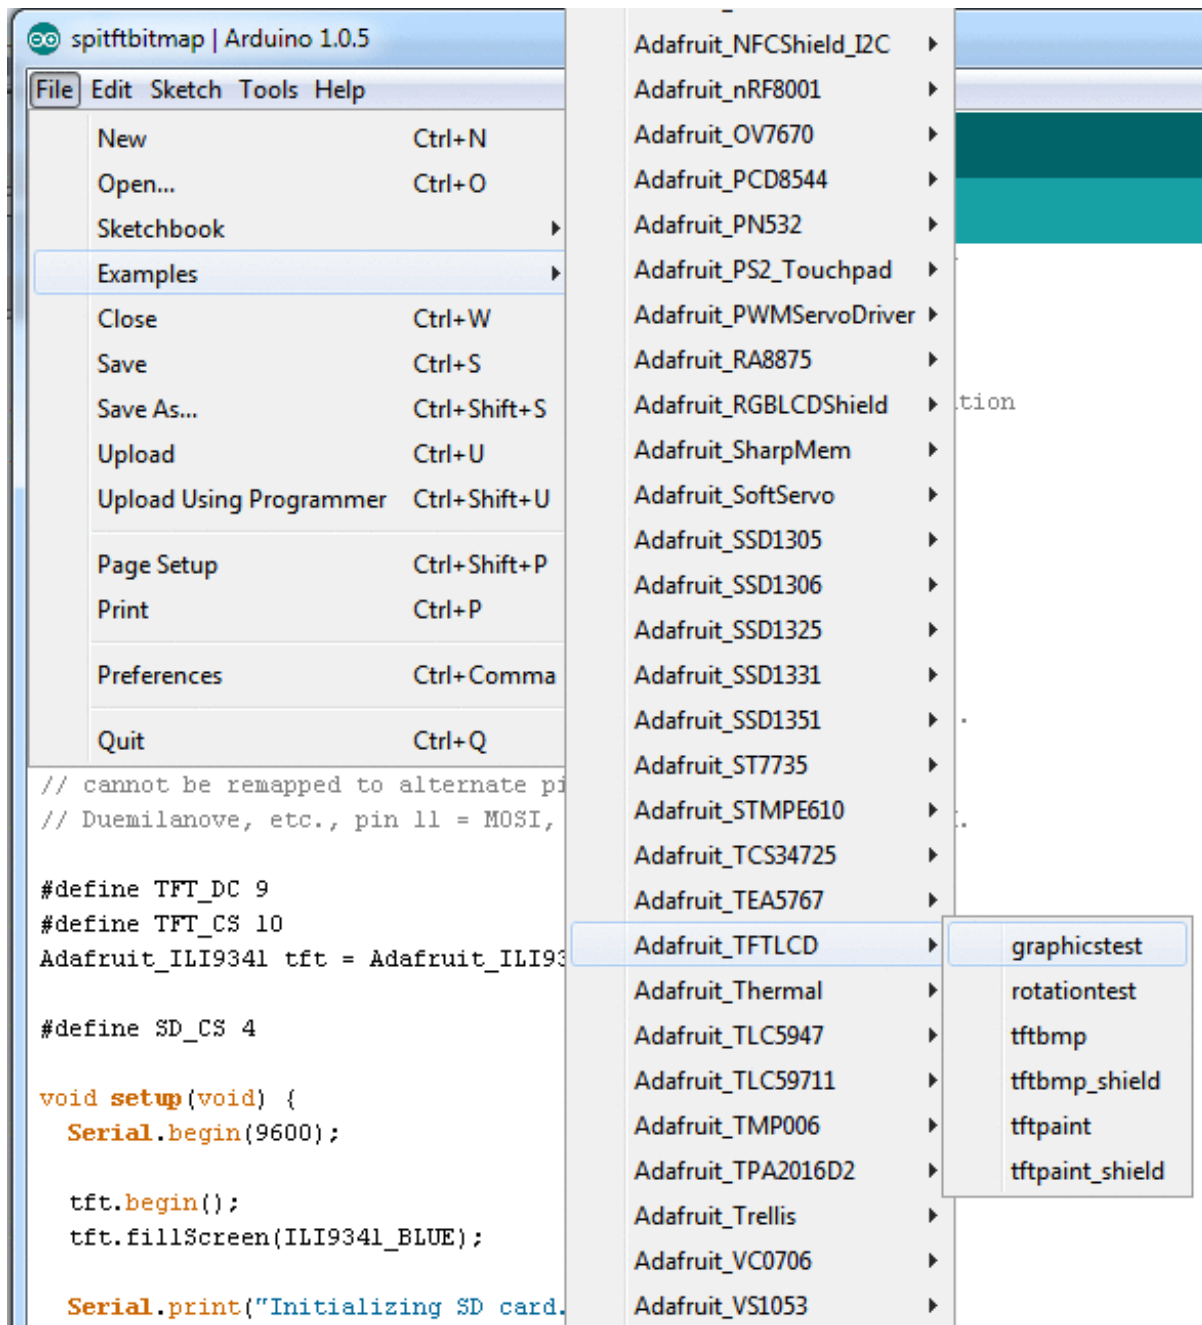 spitftbitmap | Arduino 1.0.5
File Edit Sketch Tools Help
New Ctrl+N
Open... Ctrl+O
Sketchbook
Examples
Close Ctrl+W
Save Ctrl+S
Save As... Ctrl+Shift+S
Upload Ctrl+U
Upload Using Programmer Ctrl+Shift+U
Page Setup Ctrl+Shift+P
Print Ctrl+P
Preferences Ctrl+Comma
Quit Ctrl+Q
Adafruit_NFCShield_I2C
Adafruit_nRF8001
Adafruit_OV7670
Adafruit_PCD8544
Adafruit_PN532
Adafruit_PS2_Touchpad
Adafruit_PWMServoDriver
Adafruit_RA8875
Adafruit_RGBLCDShield
Adafruit_SharpMem
Adafruit_SoftServo
Adafruit_SSD1305
Adafruit_SSD1306
Adafruit_SSD1325
Adafruit_SSD1331
Adafruit_SSD1351
Adafruit_ST7735
Adafruit_STMPE610
Adafruit_TCS34725
Adafruit_TEA5767
Adafruit_TFTLCD
Adafruit_Thermal
Adafruit_TLC5947
Adafruit_TLC59711
Adafruit_TMP006
Adafruit_TPA2016D2
Adafruit_Trellis
Adafruit_VC0706
Adafruit_VS1053
graphicstest
rotationtest
tftbmp
tftbmp_shield
tftpaint
tftpaint_shield
tion
// cannot be remapped to alternate pi
// Duemilanove, etc., pin 11 = MOSI,
#define TFT_DC 9
#define TFT_CS 10
Adafruit_ILI9341 tft = Adafruit_ILI93
#define SD_CS 4
void setup(void) {
Serial.begin(9600);
tft.begin();
tft.fillScreen(ILI9341_BLUE);
Serial.print("Initializing SD card.